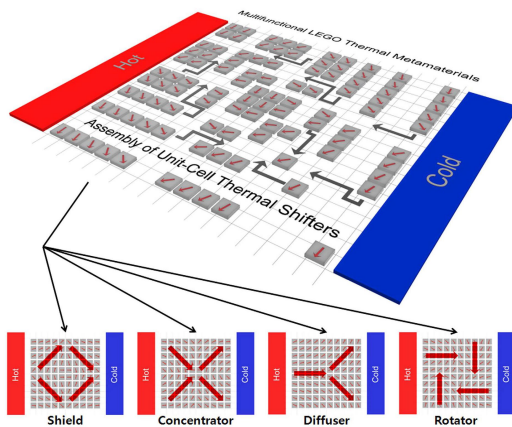 Multifunctional LEGO Thermal Metamaterials
Hot
Assembly of Unit-Cell Thermal Shifters
Cold
Hot
Cold
Shield
Hot
Cold
Concentrator
Hot
Cold
Diffuser
Hot
Cold
Rotator